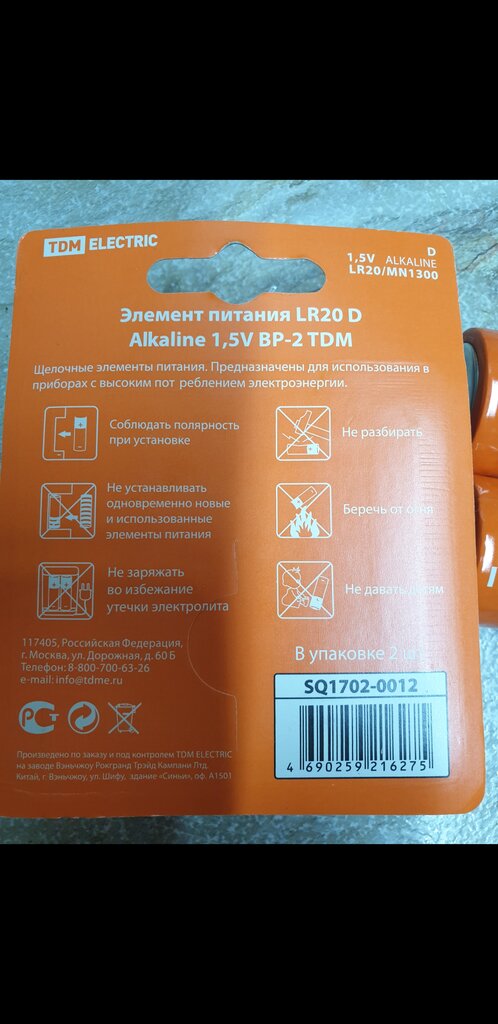 TDM ELECTRIC
D
1,5V ALKALINE
LR20/MN1300
Элемент питания LR20 D
Alkaline 1,5V BP-2 TDM
Щелочные элементы питания. Предназначены для использования в
приборах с высоким пот реблением электроэнергии.
Соблюдать полярность
при установке
Не разбирать
Не устанавливать
одновременно новые
и использованные
элементы питания
Беречь от огня
Не заряжать
во избежание
утечки электролита
Не давать детям
117405, Российская Федерация,
г. Москва, ул. Дорожная, д. 60 Б
Телефон: 8-800-700-63-26
e-mail: info@tdme.ru
В упаковке 2 шт.
SQ1702-0012
4 690259 216275
РСТ
Произведено по заказу и под контролем TDM ELECTRIC
на заводе Вэньчжоу Рокгранд Трэйд Кампани Лтд.
Китай, г. Вэньчжоу, ул. Шифу, здание «Синьи», оф. А1501